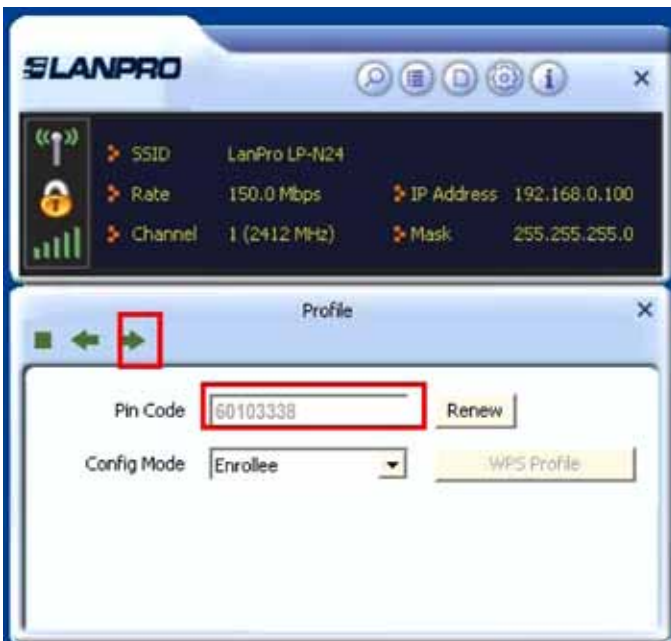 LANPRO
SSID LanPro LP-N24
Rate 150.0 Mbps IP Address 192.168.0.100
Channel 1 (2412 MHz) Mask 255.255.255.0
Profile
Pin Code 60103338 Renew
Config Mode Enrollee WPS Profile